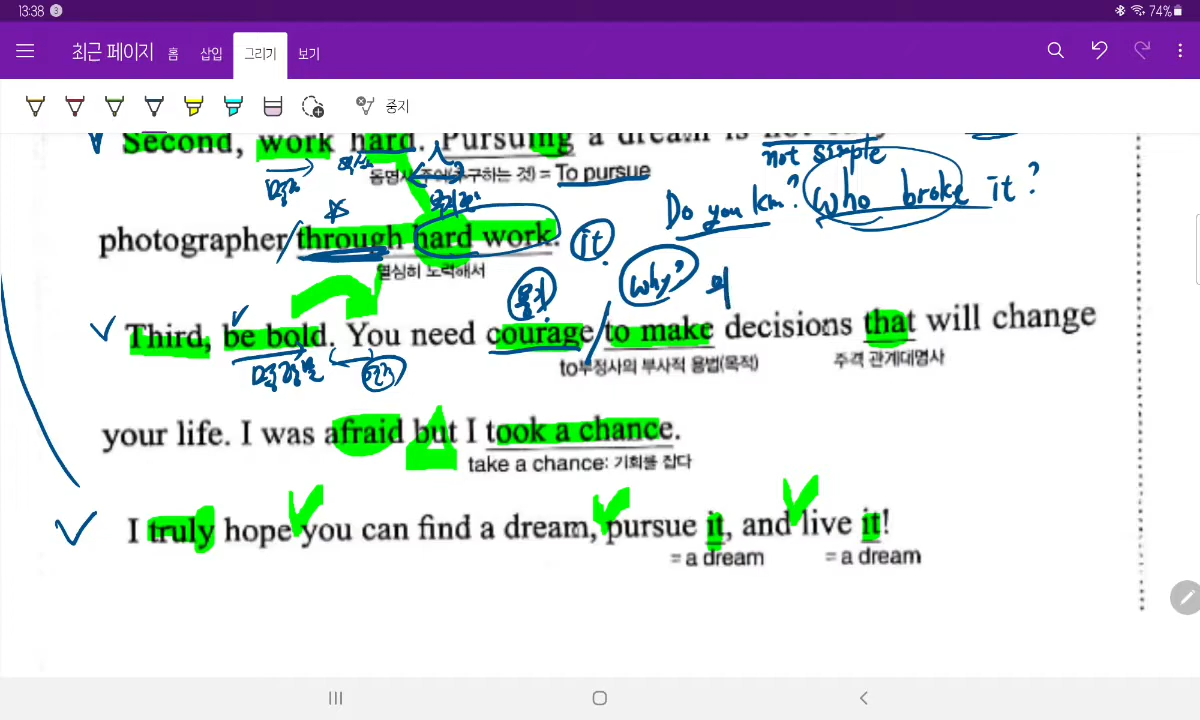 13:38 3 74%
최근 페이지 홈 삽입 그리기 보기
중지
Second, work hard. Pursuing a dream is not
not simple
동명사 주어 구하는 것) = To pursue
Do you kn ? who broke it?
photographer through hard work. it
열심히 노력해서
용기 why?
Third, be bold. You need courage to make decisions that will change
명령문 to부정사의 부사적 용법(목적) 주격 관계대명사
your life. I was afraid but I took a chance.
take a chance: 기회를 잡다
I truly hope you can find a dream, pursue it, and live it!
= a dream = a dream